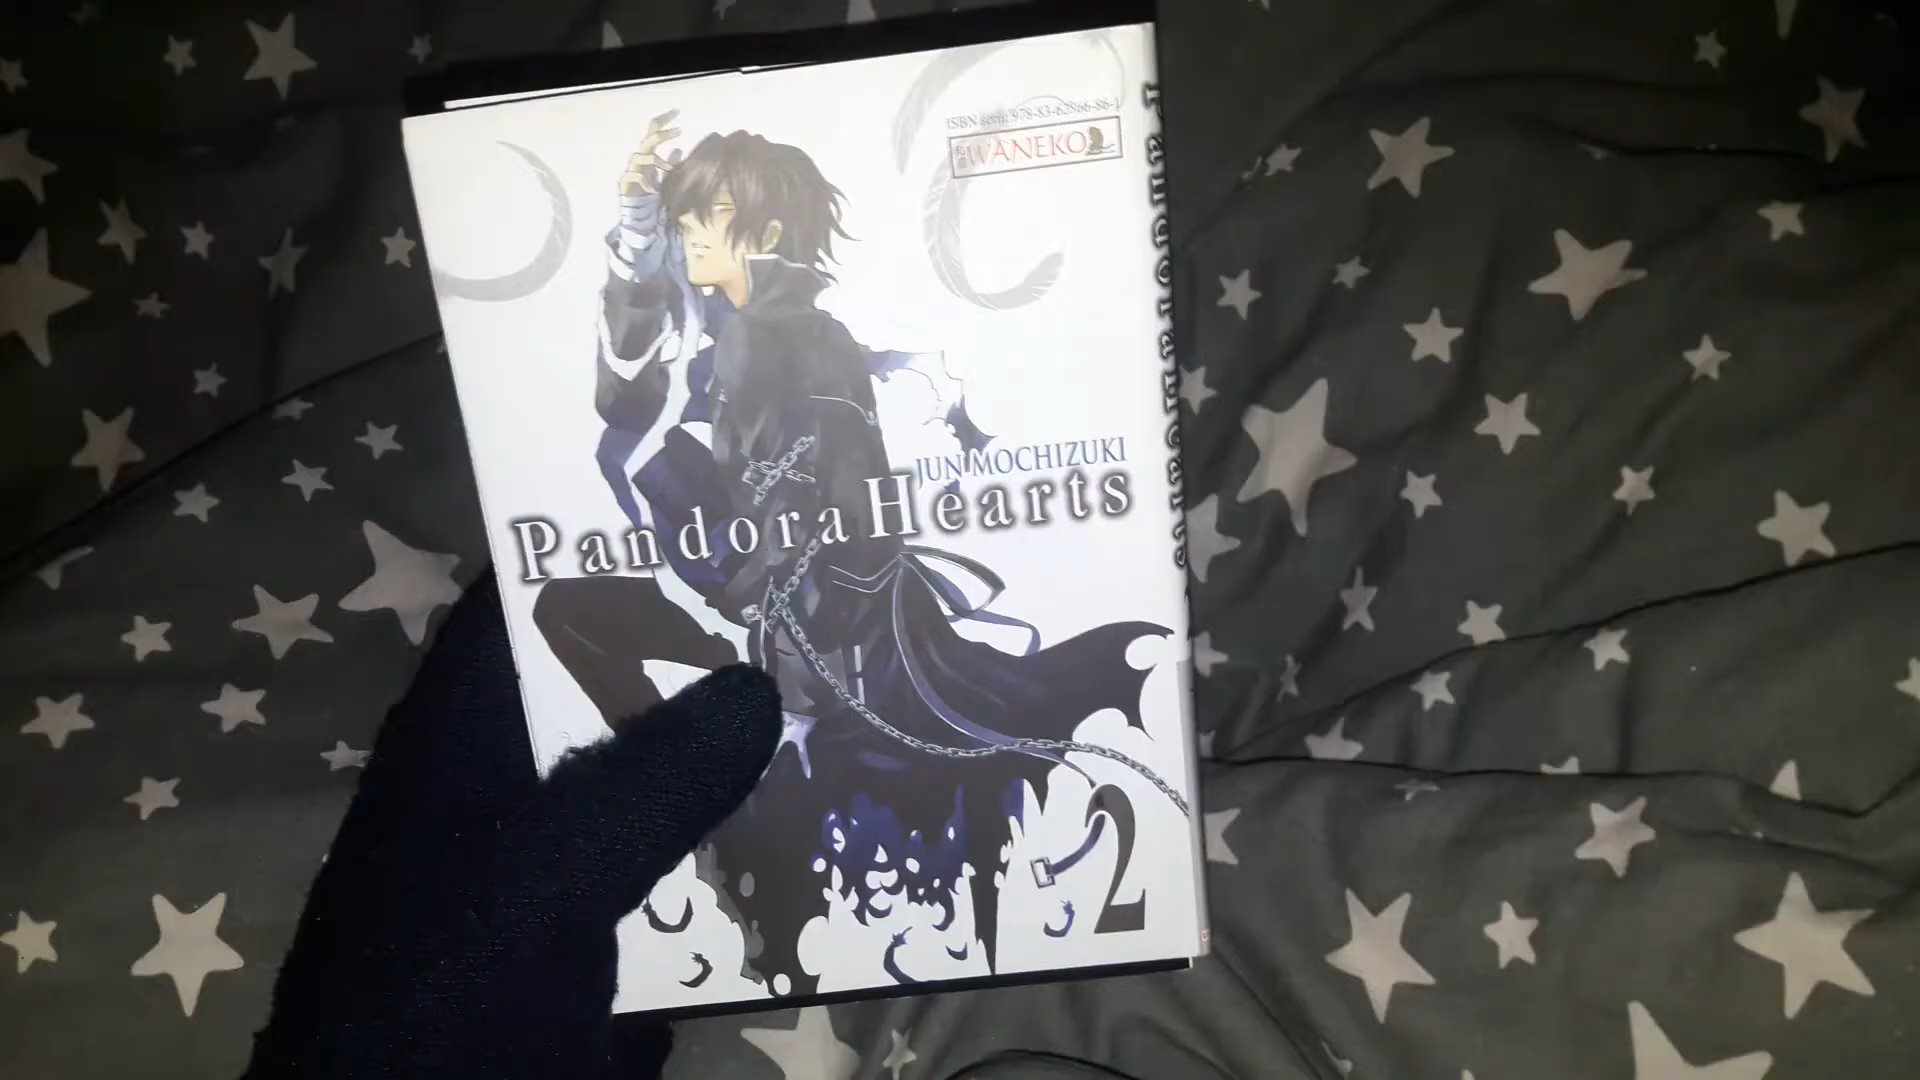 ISBN serii: 978-83-62866-86-1
WANEKO
JUN MOCHIZUKI
PandoraHearts
2
PandoraHearts